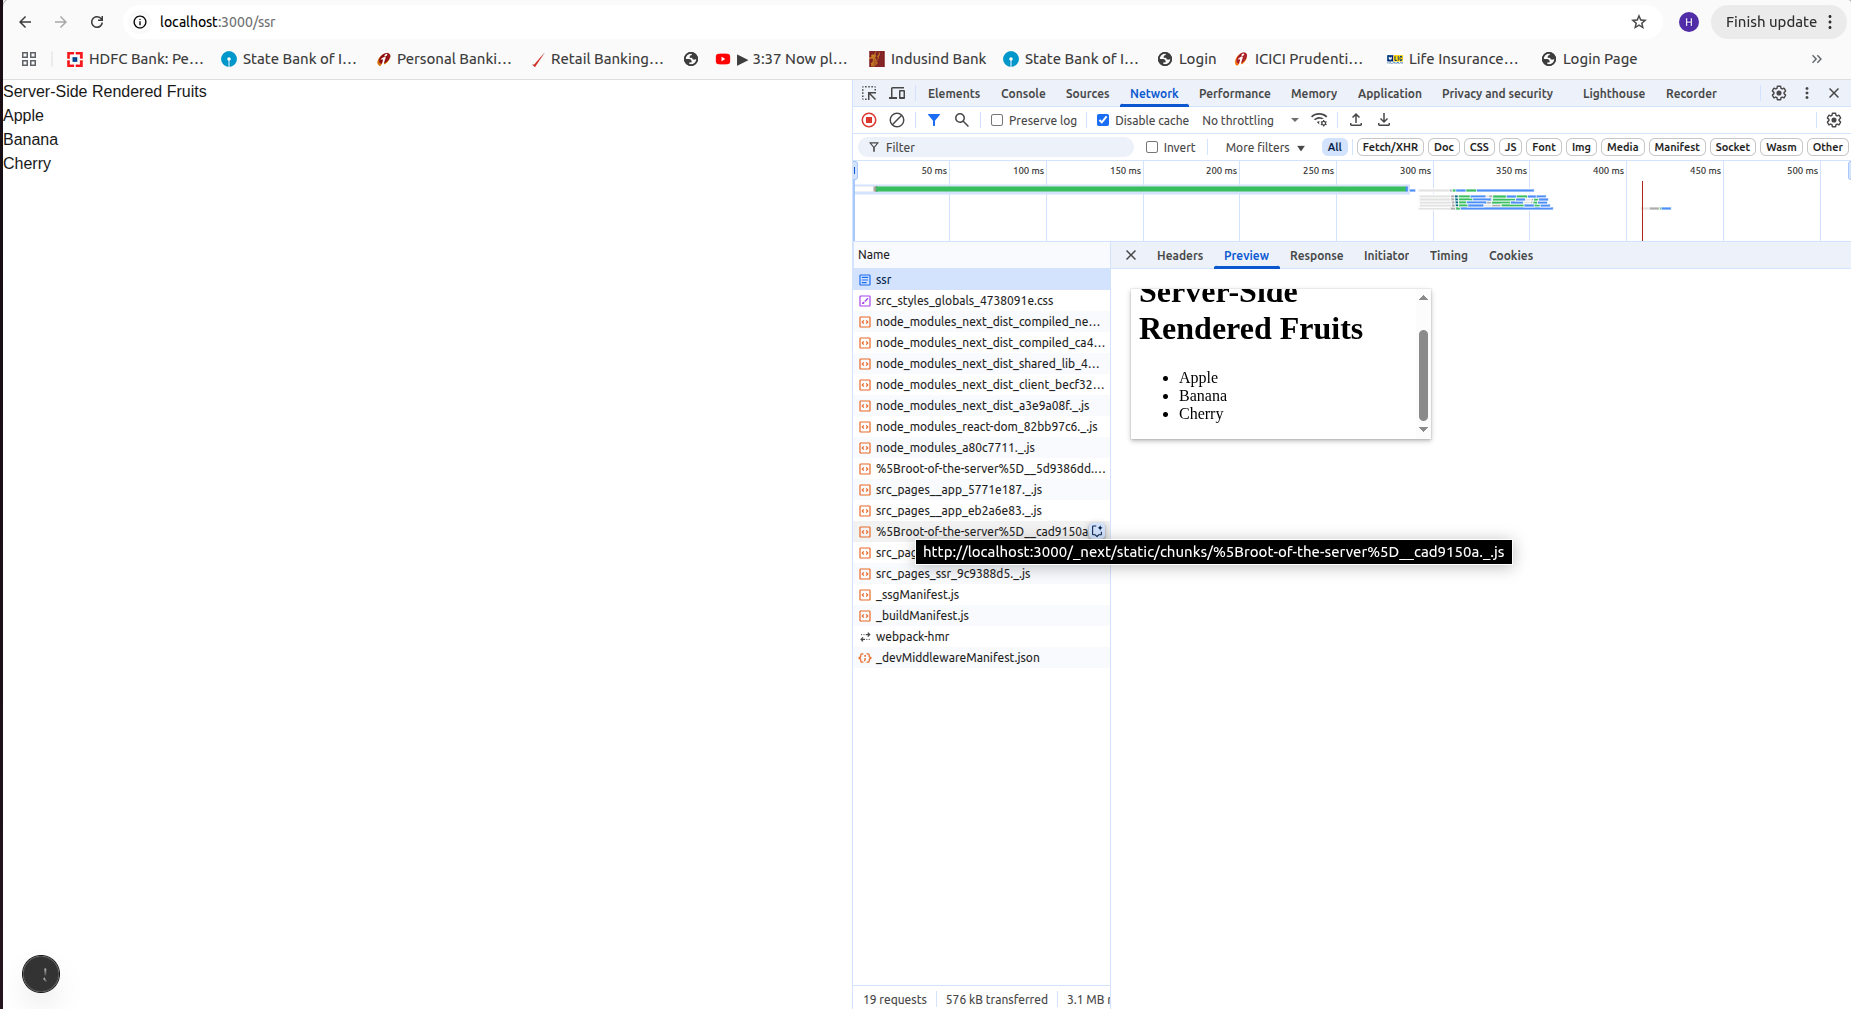 localhost:3000/ssr
H
Finish update
HDFC Bank: Pe...
State Bank of I...
Personal Banki...
Retail Banking...
▶ 3:37 Now pl...
Indusind Bank
State Bank of I...
Login
ICICI Prudenti...
Life Insurance...
Login Page
»
Server-Side Rendered Fruits
Apple
Banana
Cherry
Elements
Console
Sources
Network
Performance
Memory
Application
Privacy and security
Lighthouse
Recorder
Preserve log
Disable cache
No throttling
Filter
Invert
More filters
All
Fetch/XHR
Doc
CSS
JS
Font
Img
Media
Manifest
Socket
Wasm
Other
50 ms
100 ms
150 ms
200 ms
250 ms
300 ms
350 ms
400 ms
450 ms
500 ms
Name
ssr
src_styles_globals_4738091e.css
node_modules_next_dist_compiled_ne...
node_modules_next_dist_compiled_ca4...
node_modules_next_dist_shared_lib_4...
node_modules_next_dist_client_becf32...
node_modules_next_dist_a3e9a08f._.js
node_modules_react-dom_82bb97c6._.js
node_modules_a80c7711._.js
%5Broot-of-the-server%5D__5d9386dd....
src_pages__app_5771e187._.js
src_pages__app_eb2a6e83._.js
%5Broot-of-the-server%5D__cad9150a
src_pag
src_pages_ssr_9c9388d5._.js
_ssgManifest.js
_buildManifest.js
webpack-hmr
_devMiddlewareManifest.json
Headers
Preview
Response
Initiator
Timing
Cookies
Server-Side
Rendered Fruits
• Apple
• Banana
• Cherry
http://localhost:3000/_next/static/chunks/%5Broot-of-the-server%5D__cad9150a._.js
19 requests
576 kB transferred
3.1 MB